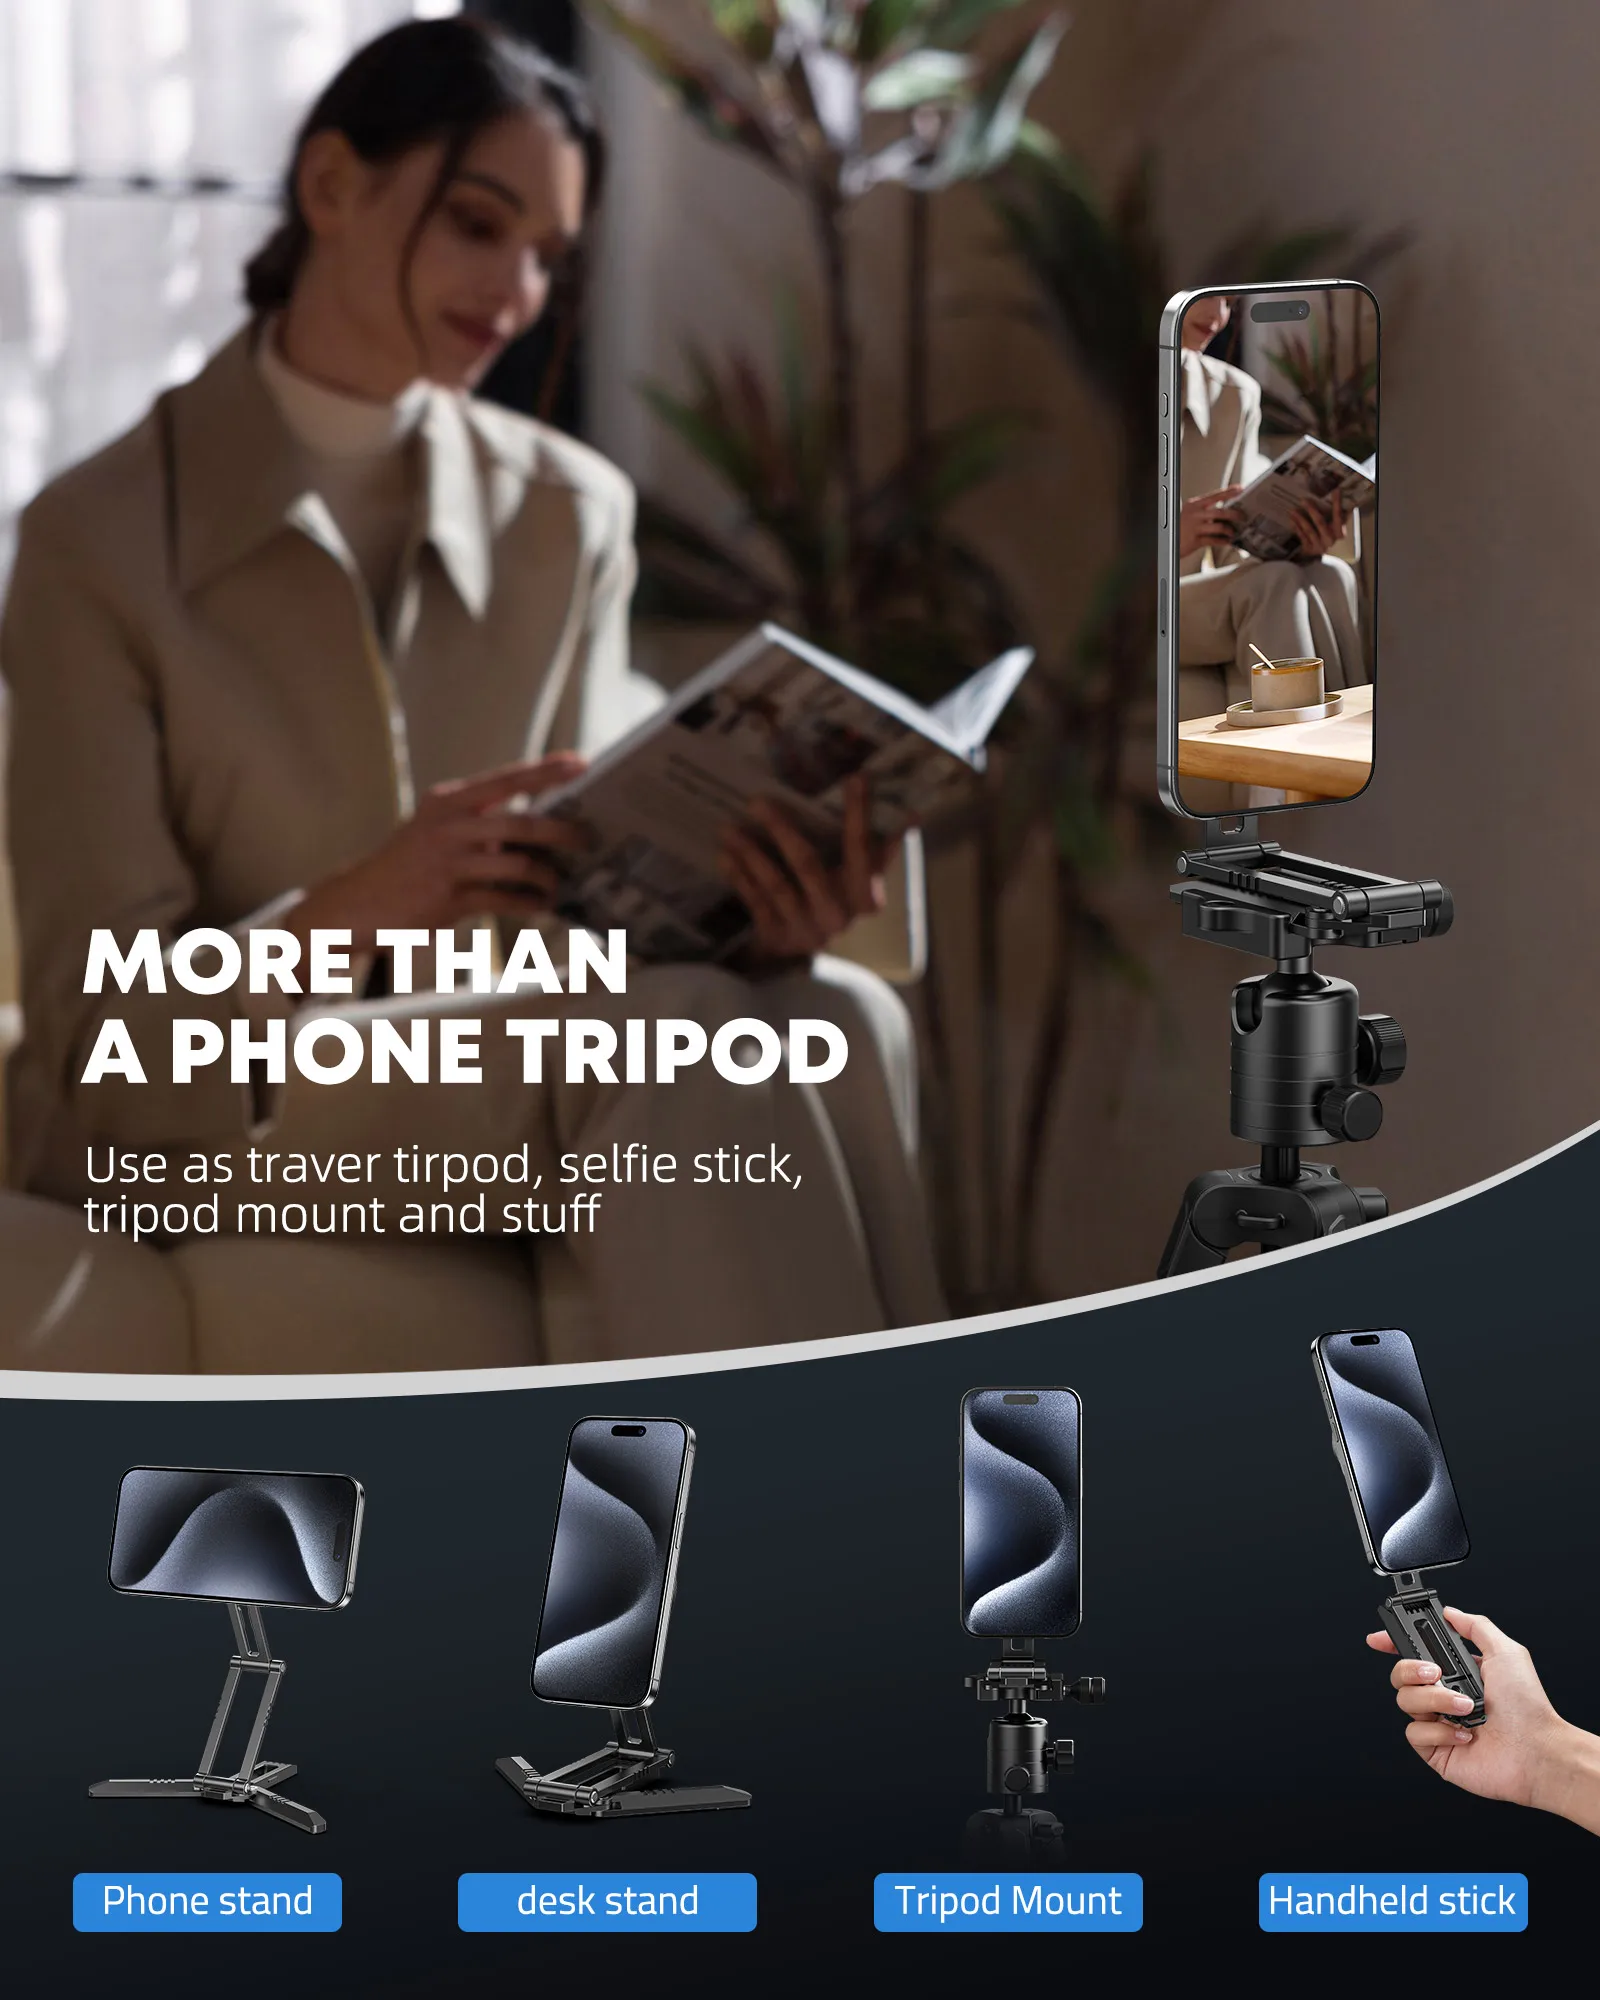 MORE THAN
A PHONE TRIPOD
Use as traver tirpod, selfie stick,
tripod mount and stuff
Phone stand
desk stand
Tripod Mount
Handheld stick